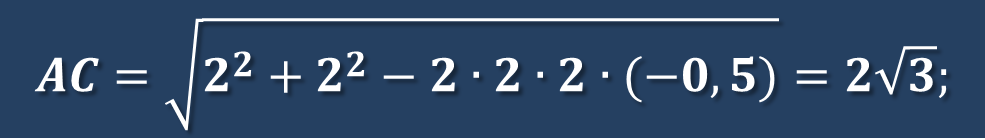 AC = √(2² + 2² − 2 · 2 · 2 · (−0, 5)) = 2√3;